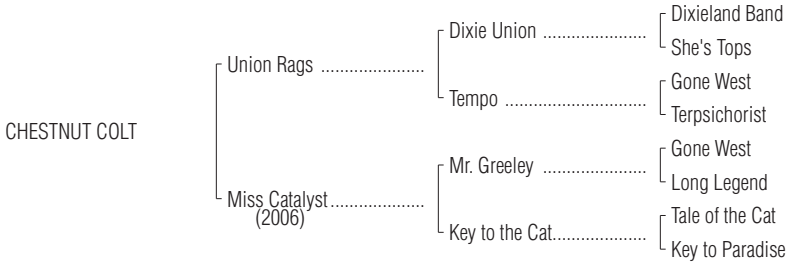 Dixieland Band
Dixie Union ......................
She's Tops
Union Rags ......................
Gone West
Tempo ..............................
Terpsichorist
CHESTNUT COLT
Gone West
Mr. Greeley ......................
Long Legend
Miss Catalyst....................
(2006)
Tale of the Cat
Key to the Cat....................
Key to Paradise